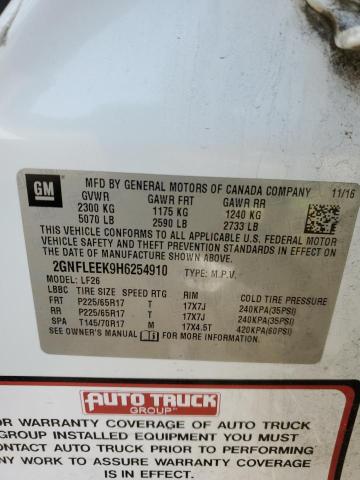 GM
MFD BY GENERAL MOTORS OF CANADA COMPANY 11/16
GVWR GAWR FRT GAWR RR
2300 KG 1175 KG 1240 KG
5070 LB 2590 LB 2733 LB
THIS VEHICLE CONFORMS TO ALL APPLICABLE U.S. FEDERAL
MOTOR VEHICLE SAFETY AND THEFT PREVENTION
STANDARDS IN EFFECT
ON THE DATE OF MANUFACTURE SHOWN ABOVE.
2GNFLEEK9H6254910 TYPE: M.P.V.
MODEL: LF26
LBBC TIRE SIZE SPEED RTG RIM COLD TIRE PRESSURE
FRT P225/65R17 T 17X7J 240KPA(35PSI)
RR P225/65R17 T 17X7J 240KPA(35PSI)
SPA T145/70R17 M 17X4.5T 420KPA(60PSI)
SEE OWNER'S MANUAL FOR ADDITIONAL INFORMATION.
AUTO TRUCK
GROUP
OR WARRANTY COVERAGE OF AUTO TRUCK
GROUP INSTALLED EQUIPMENT YOU MUST
ONTACT AUTO TRUCK PRIOR TO PERFORMING
NY WORK TO ASSURE WARRANTY COVERAGE
IS IN EFFECT.